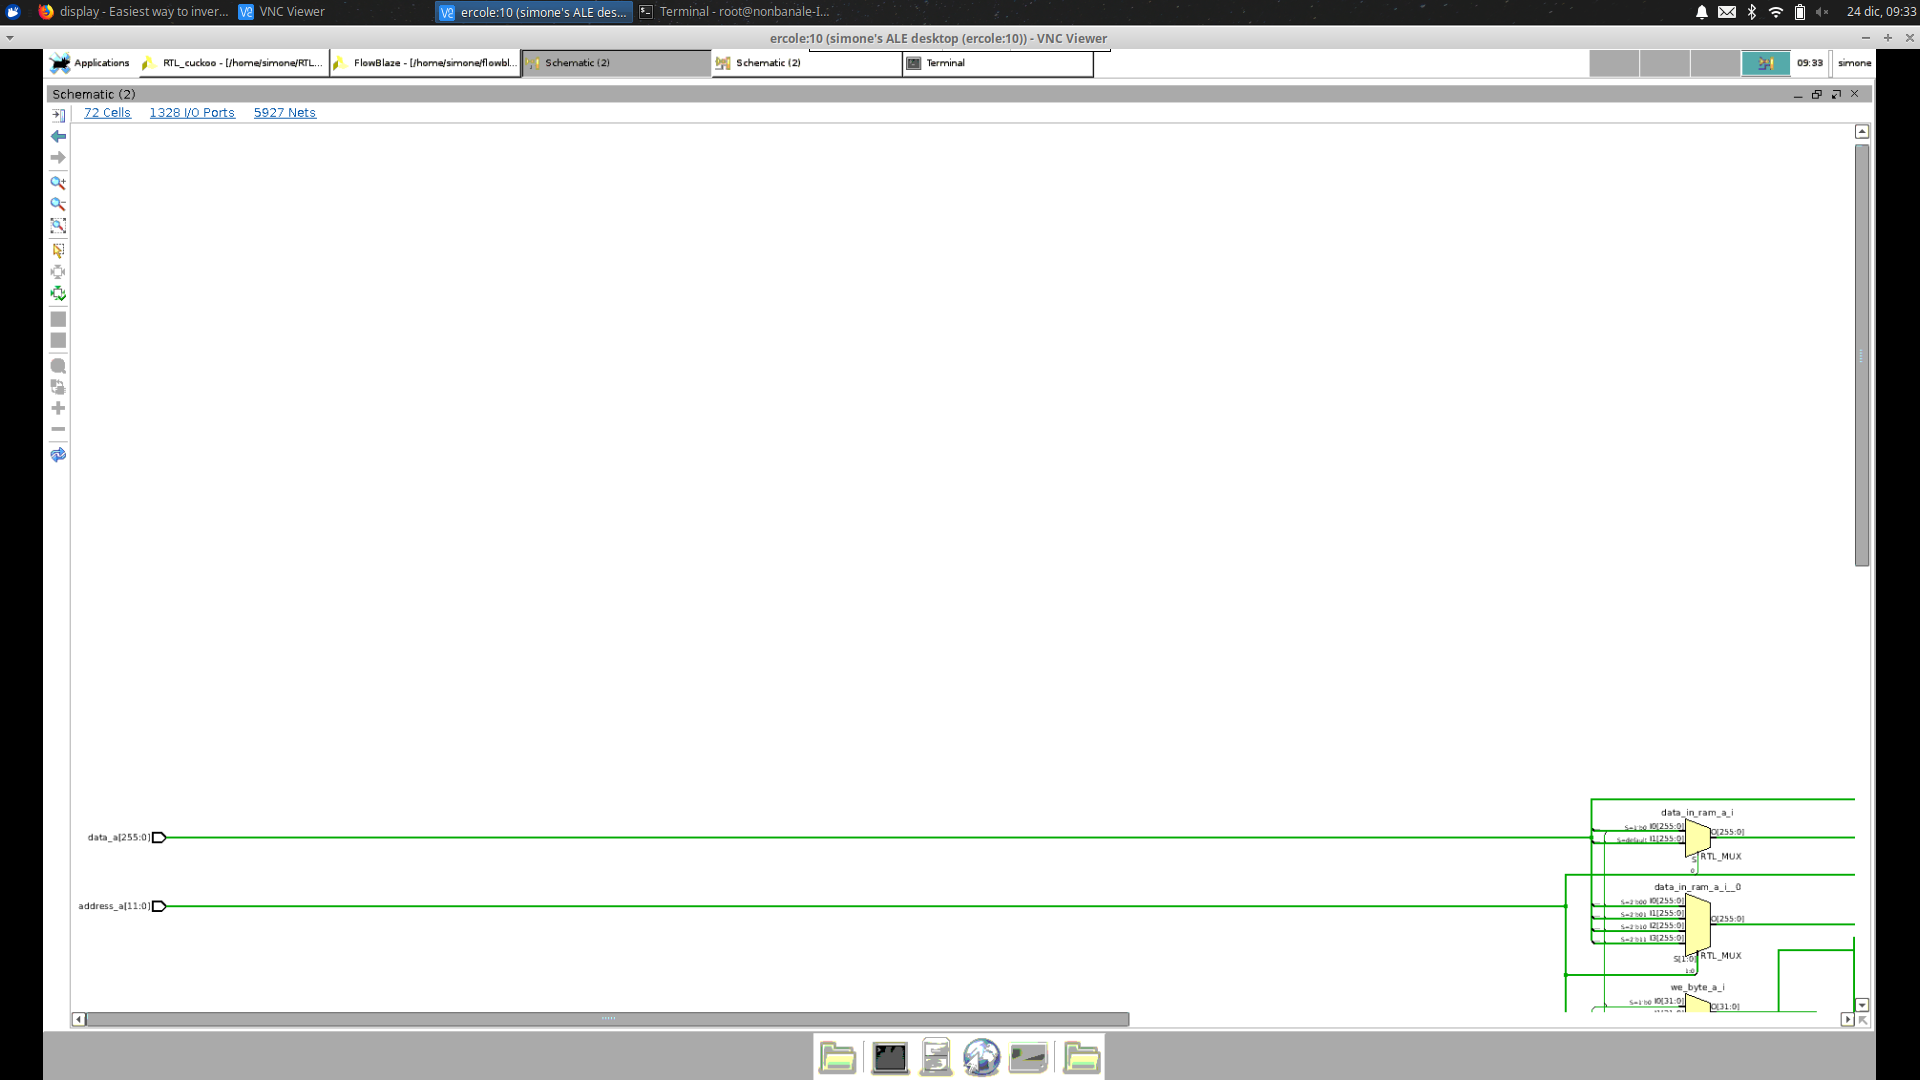 display - Easiest way to inver...
VNC Viewer
ercole:10 (simone's ALE des...
Terminal - root@nonbanale-I...
24 dic, 09:33
ercole:10 (simone's ALE desktop (ercole:10)) - VNC Viewer
Applications
RTL_cuckoo - [/home/simone/RTL...
FlowBlaze - [/home/simone/flowbl...
Schematic (2)
Schematic (2)
Terminal
09:33
simone
Schematic (2)
72 Cells
1328 I/O Ports
5927 Nets
data_a[255:0]
address_a[11:0]
data_in_ram_a_i
S=1'b0 I0[255:0]
O[255:0]
S=default I1[255:0]
S
RTL_MUX
0
data_in_ram_a_i__0
S=2'b00 I0[255:0]
S=2'b01 I1[255:0]
O[255:0]
S=2'b10 I2[255:0]
S=2'b11 I3[255:0]
S[1:0]
RTL_MUX
1:0
we_byte_a_i
S=1'b0 I0[31:0]
O[31:0]